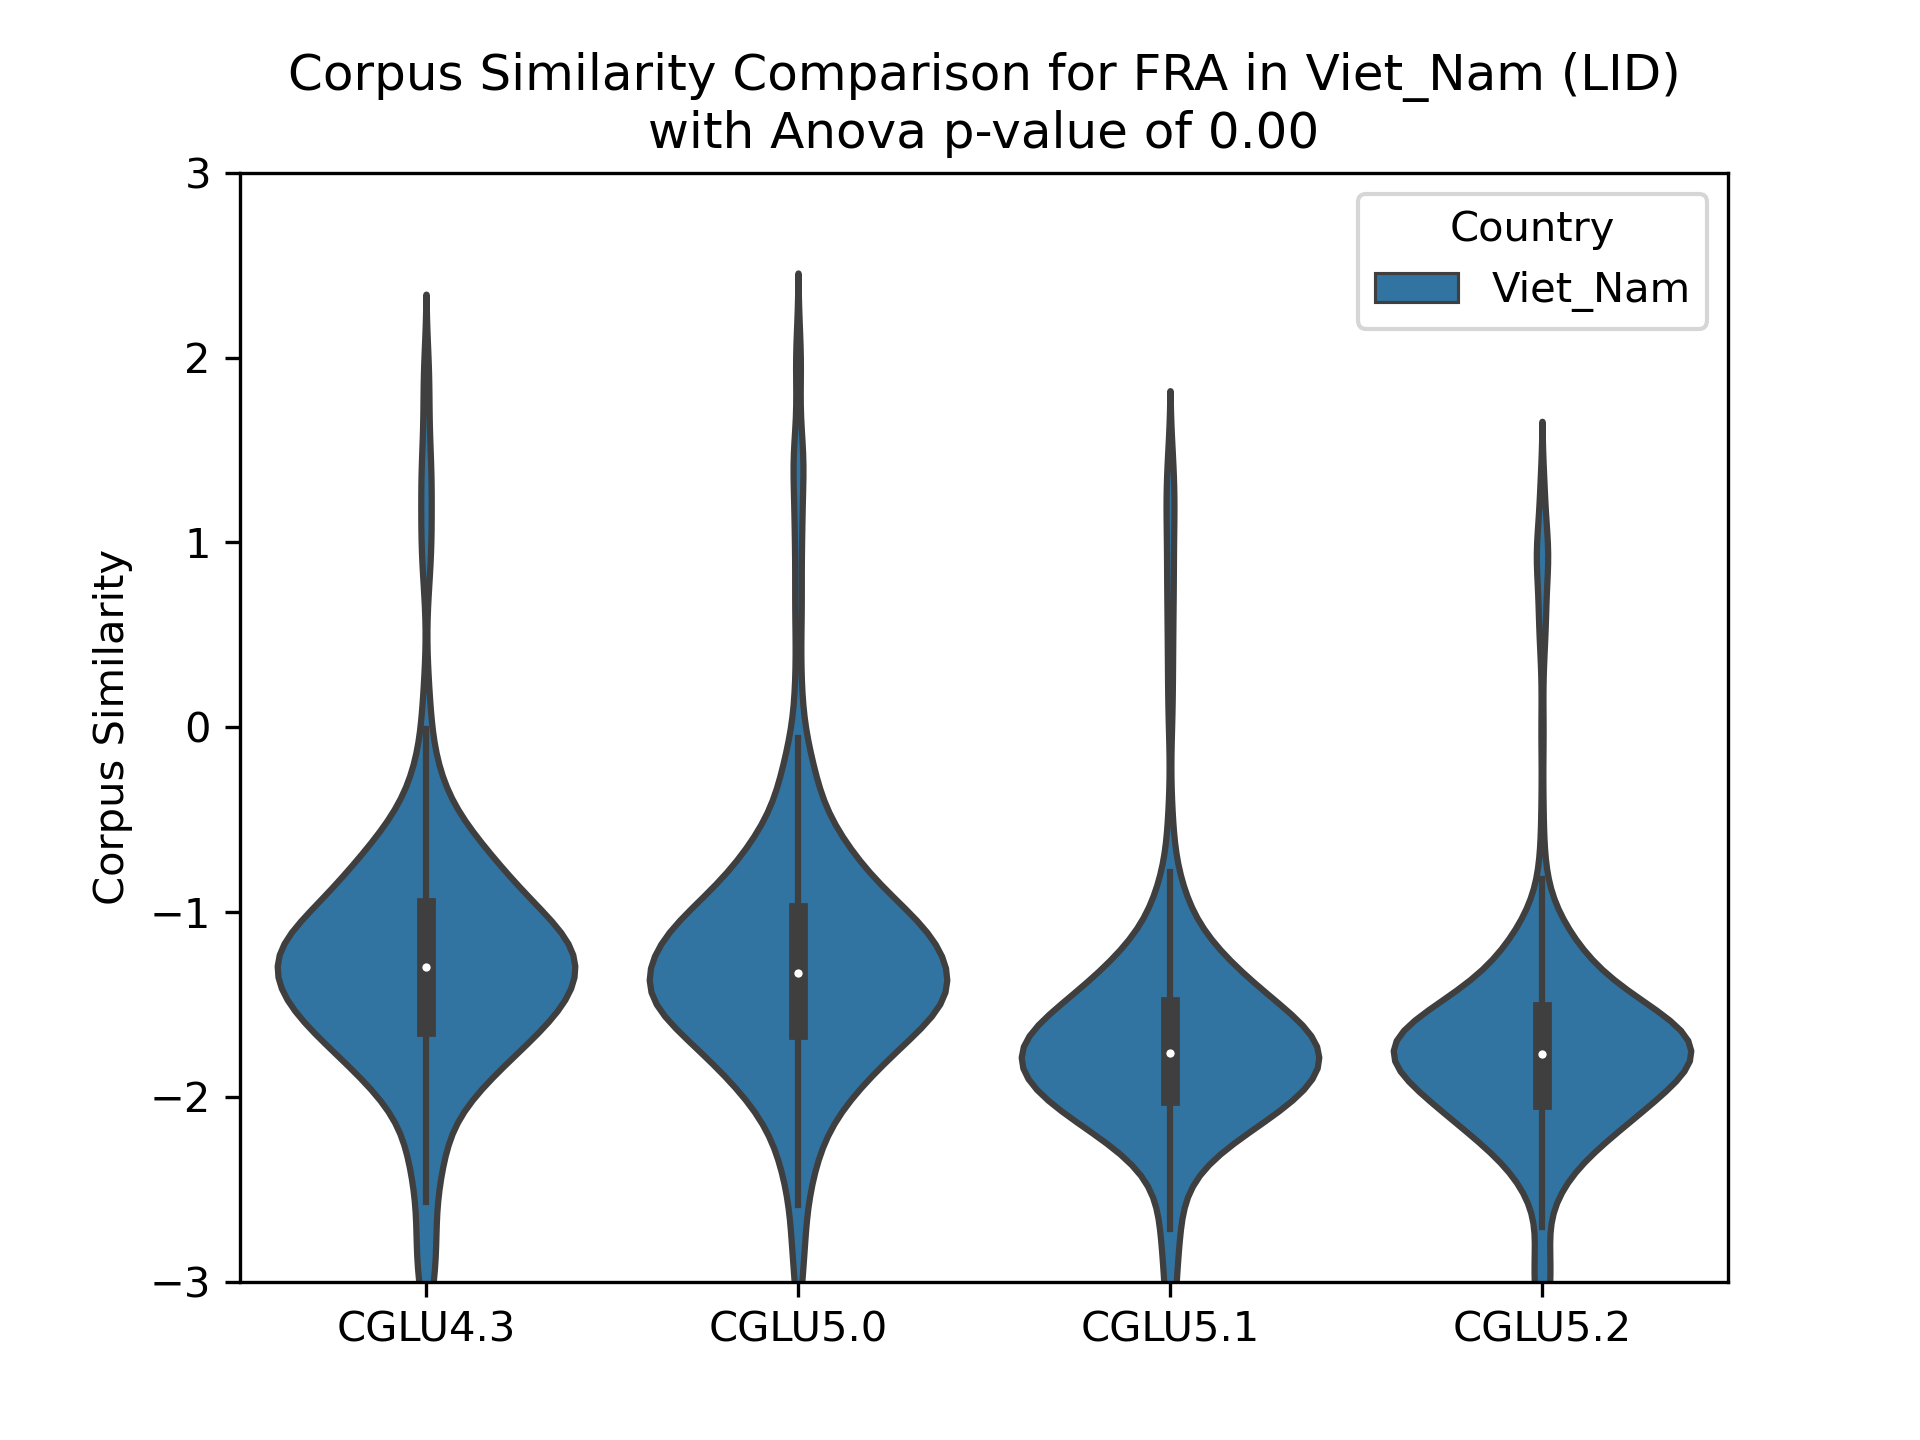 Corpus Similarity Comparison for FRA in Viet_Nam (LID)
with Anova p-value of 0.00
3
2
1
0
−1
−2
−3
Corpus Similarity
Country
Viet_Nam
CGLU4.3 CGLU5.0 CGLU5.1 CGLU5.2